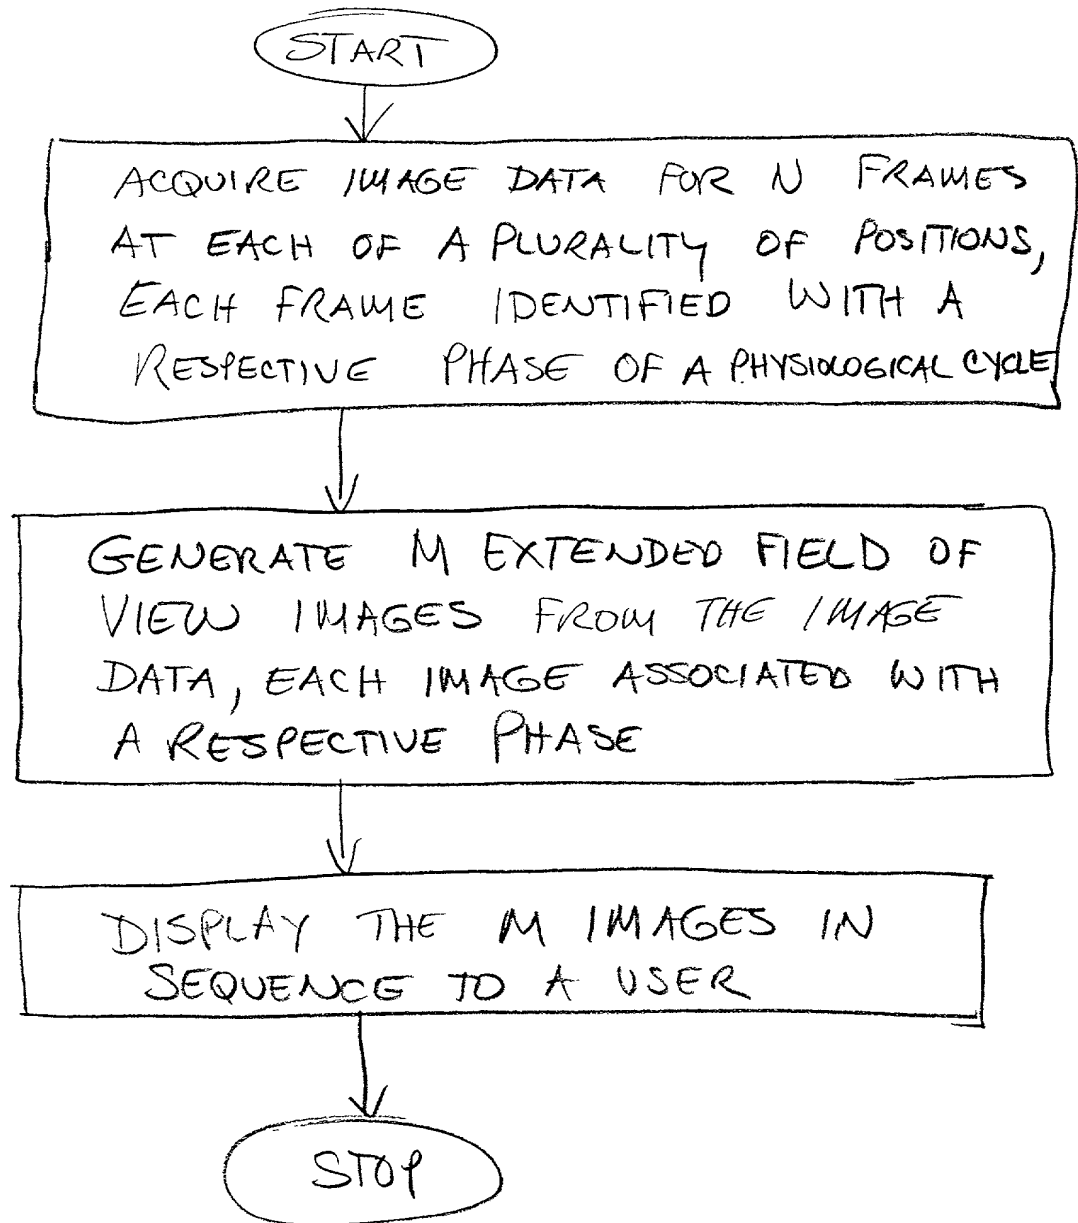 START
ACQUIRE IMAGE DATA FOR N FRAMES
AT EACH OF A PLURALITY OF POSITIONS,
EACH FRAME IDENTIFIED WITH A
RESPECTIVE PHASE OF A PHYSIOLOGICAL CYCLE
GENERATE M EXTENDED FIELD OF
VIEW IMAGES FROM THE IMAGE
DATA, EACH IMAGE ASSOCIATED WITH
A RESPECTIVE PHASE
DISPLAY THE M IMAGES IN
SEQUENCE TO A USER
STOP